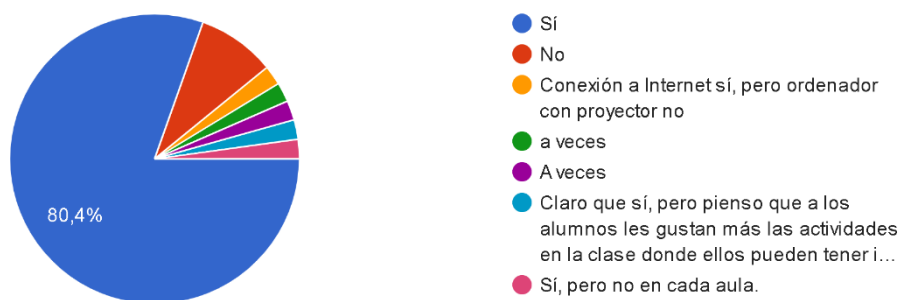 80,4%
Sí
No
Conexión a Internet sí, pero ordenador
con proyector no
a veces
A veces
Claro que sí, pero pienso que a los
alumnos les gustan más las actividades
en la clase donde ellos pueden tener i…
Sí, pero no en cada aula.